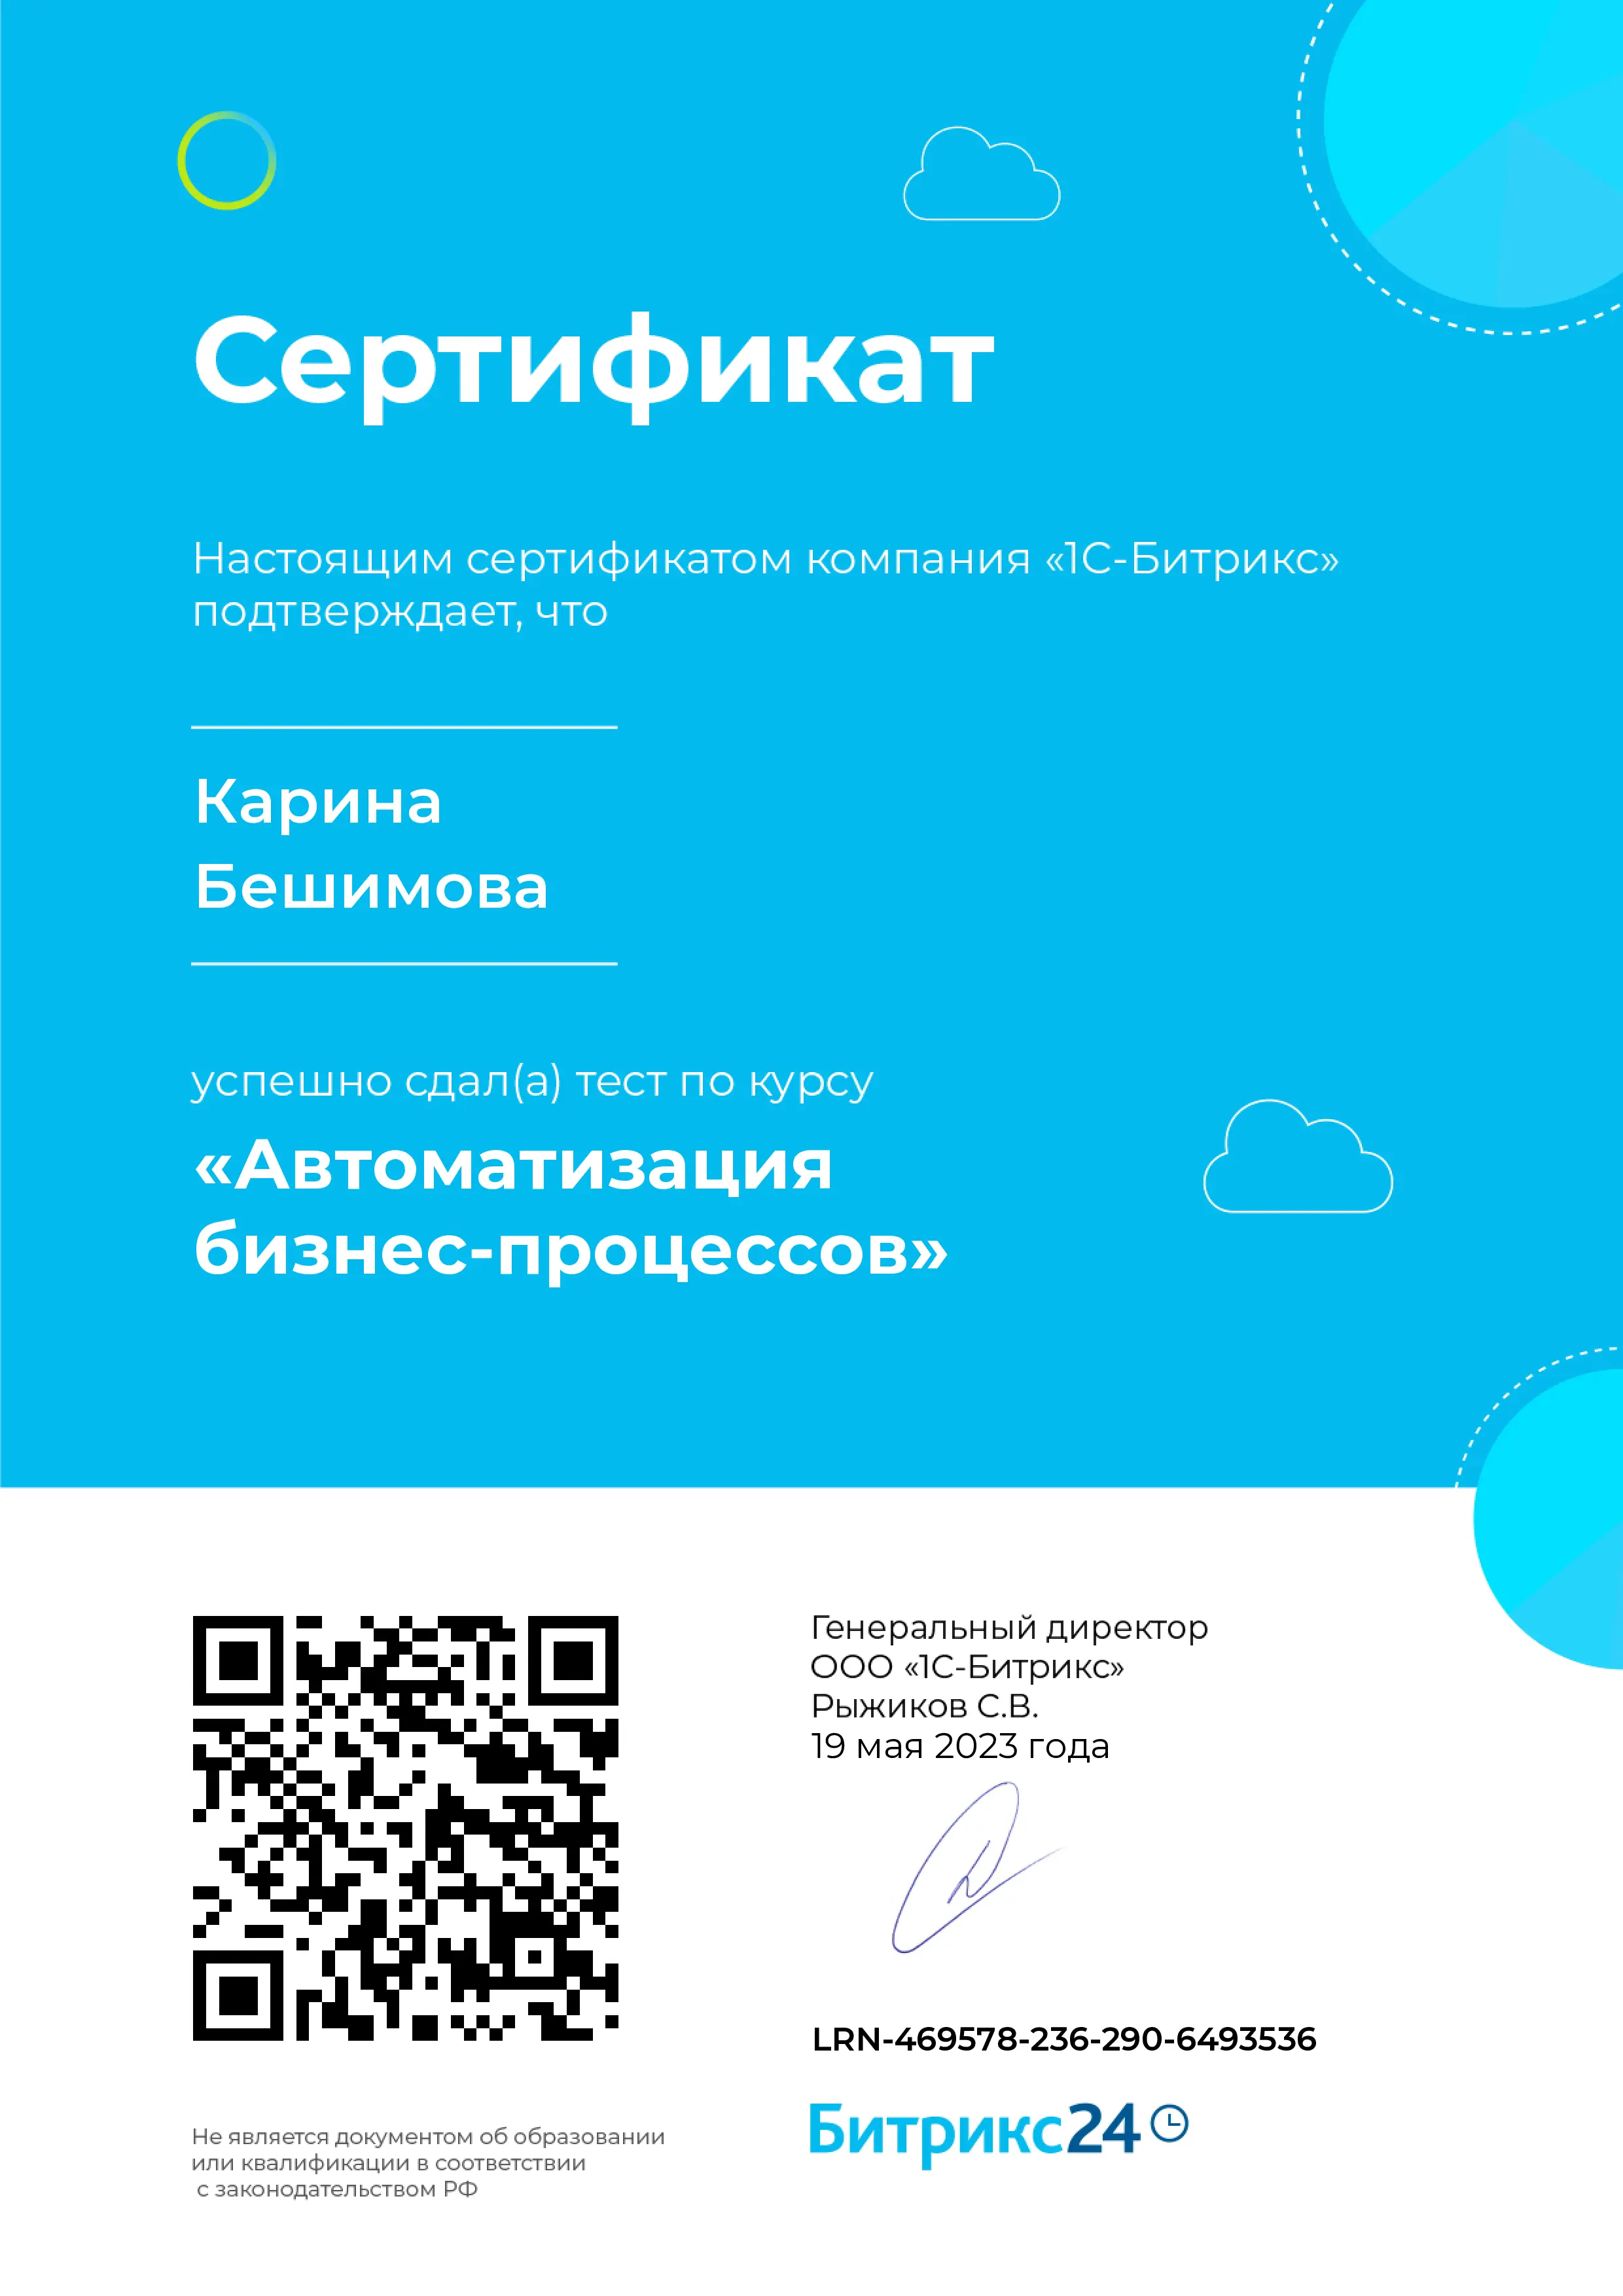 Сертификат
Настоящим сертификатом компания «1С-Битрикс»
подтверждает, что
Карина
Бешимова
успешно сдал(а) тест по курсу
«Автоматизация
бизнес-процессов»
Генеральный директор
ООО «1С-Битрикс»
Рыжиков С.В.
19 мая 2023 года
LRN-469578-236-290-6493536
Битрикс24
Не является документом об образовании
или квалификации в соответствии
с законодательством РФ